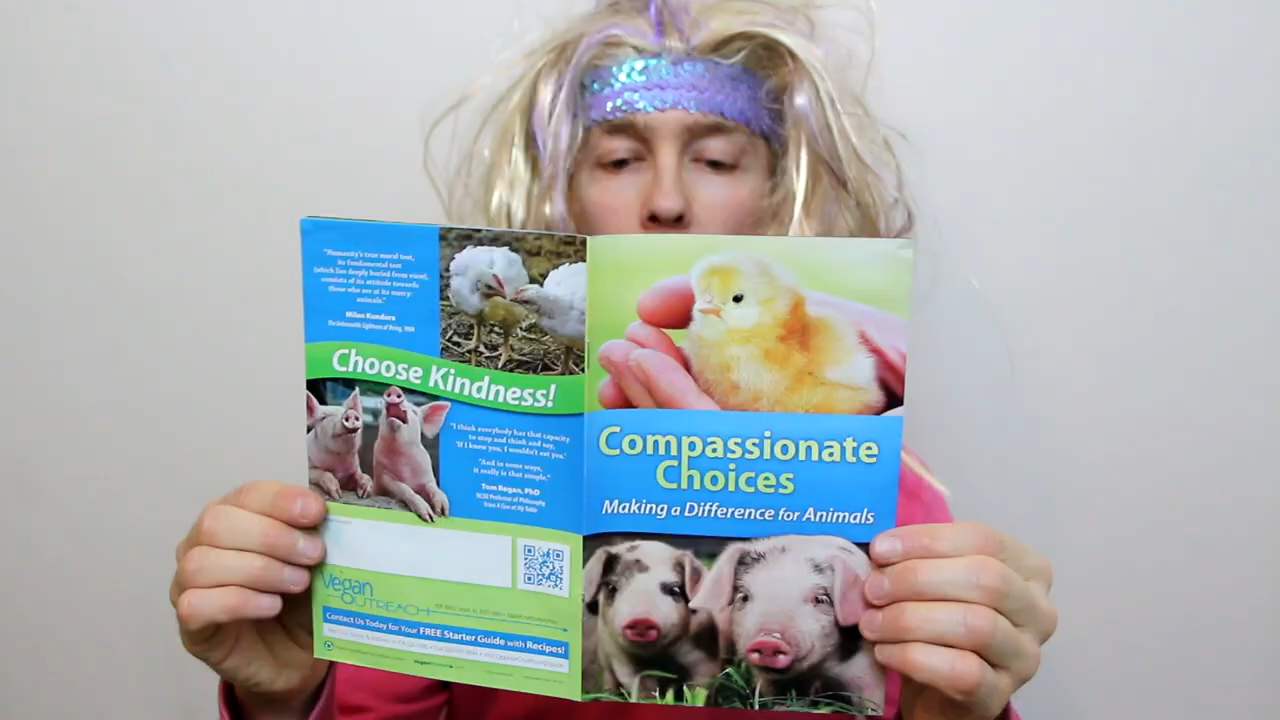 "Humanity's true moral test,
its fundamental test
(which lies deeply buried from view),
consists of its attitude towards
those who are at its mercy:
animals."
Milan Kundera
The Unbearable Lightness of Being, 1984
Choose Kindness!
"I think everybody has that capacity
to stop and think and say,
'If I knew you, I wouldn't eat you.'
"And in some ways,
it really is that simple."
Tom Regan, PhD
NCSU Professor of Philosophy
Vegan
OUTREACH
Contact Us Today for Your FREE Starter Guide with Recipes!
Compassionate
Choices
Making a Difference for Animals